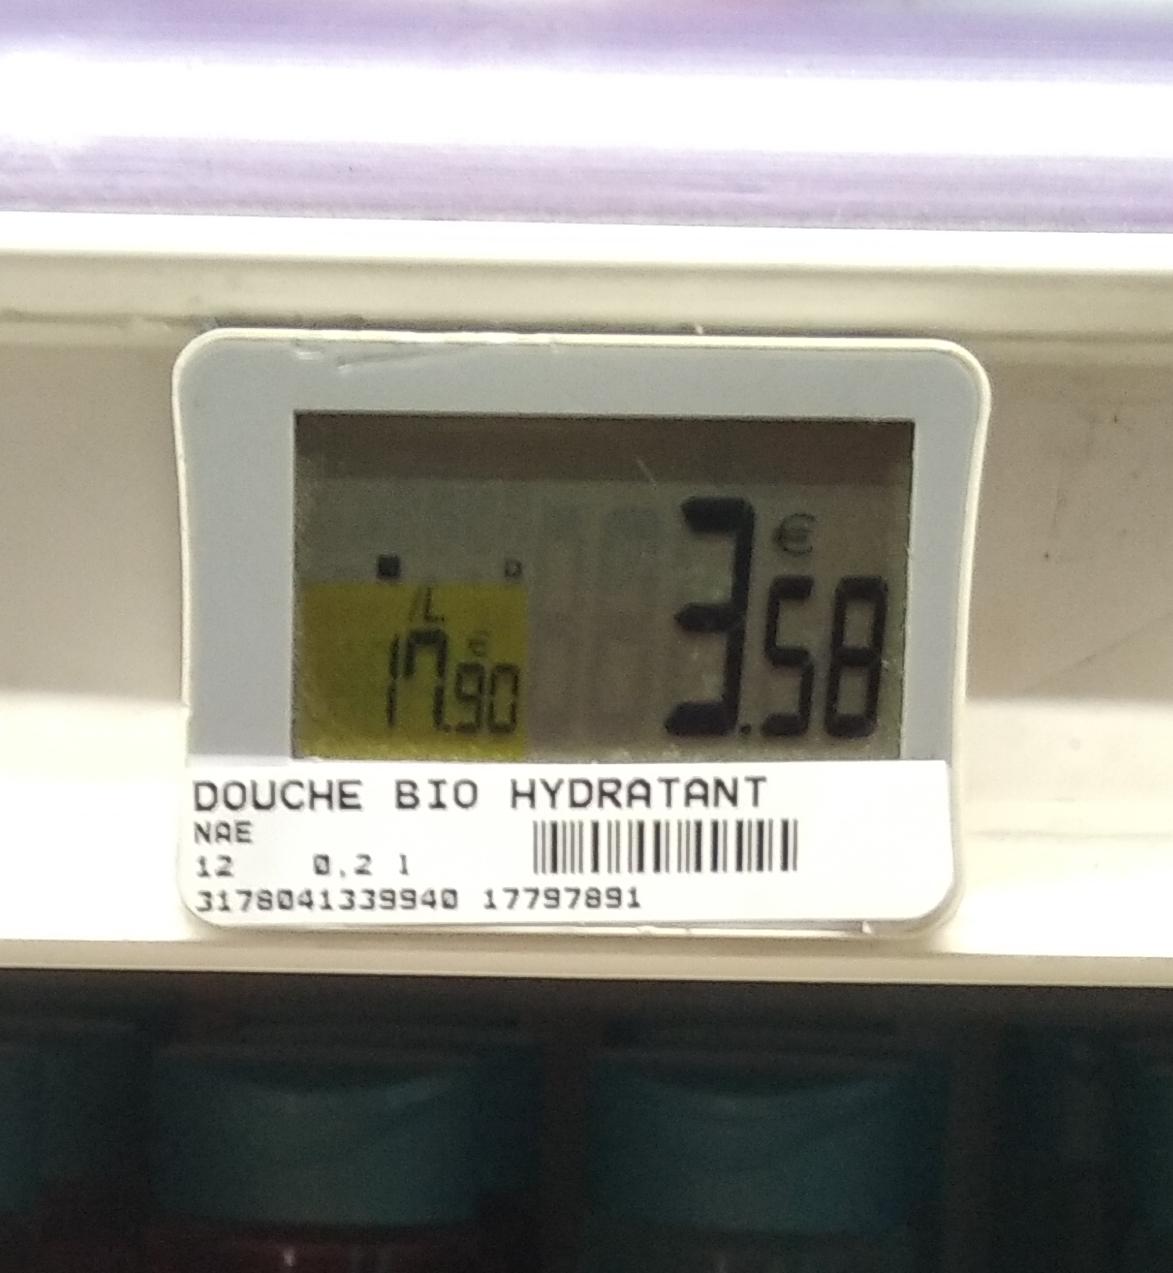 /L.
17.90 €
3.58 €
DOUCHE BIO HYDRATANT
NAE
12 0,2 l
3178041339940 17797891